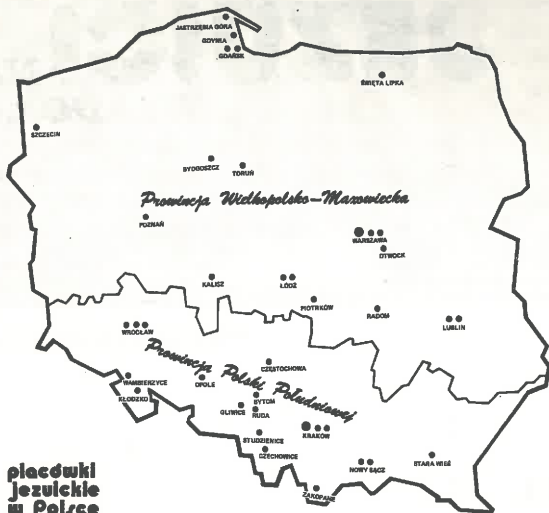 JASTRZĘBIA GÓRA
GDYNIA
GDAŃSK
ŚWIĘTA LIPKA
SZCZECIN
BYDGOSZCZ
TORUŃ
Prowincja Wielkopolsko-Mazowiecka
POZNAŃ
WARSZAWA
OTWOCK
KALISZ
ŁÓDŹ
PIOTRKÓW
RADOM
LUBLIN
WROCŁAW
Prowincja Polski Południowej
CZĘSTOCHOWA
WAMBIERZYCE
OPOLE
KŁODZKO
BYTOM
GLIWICE
RUDA
KRAKÓW
STUDZIENICE
CZECHOWICE
NOWY SĄCZ
STARA WIEŚ
ZAKOPANE
placówki
jezuickie
w Polsce